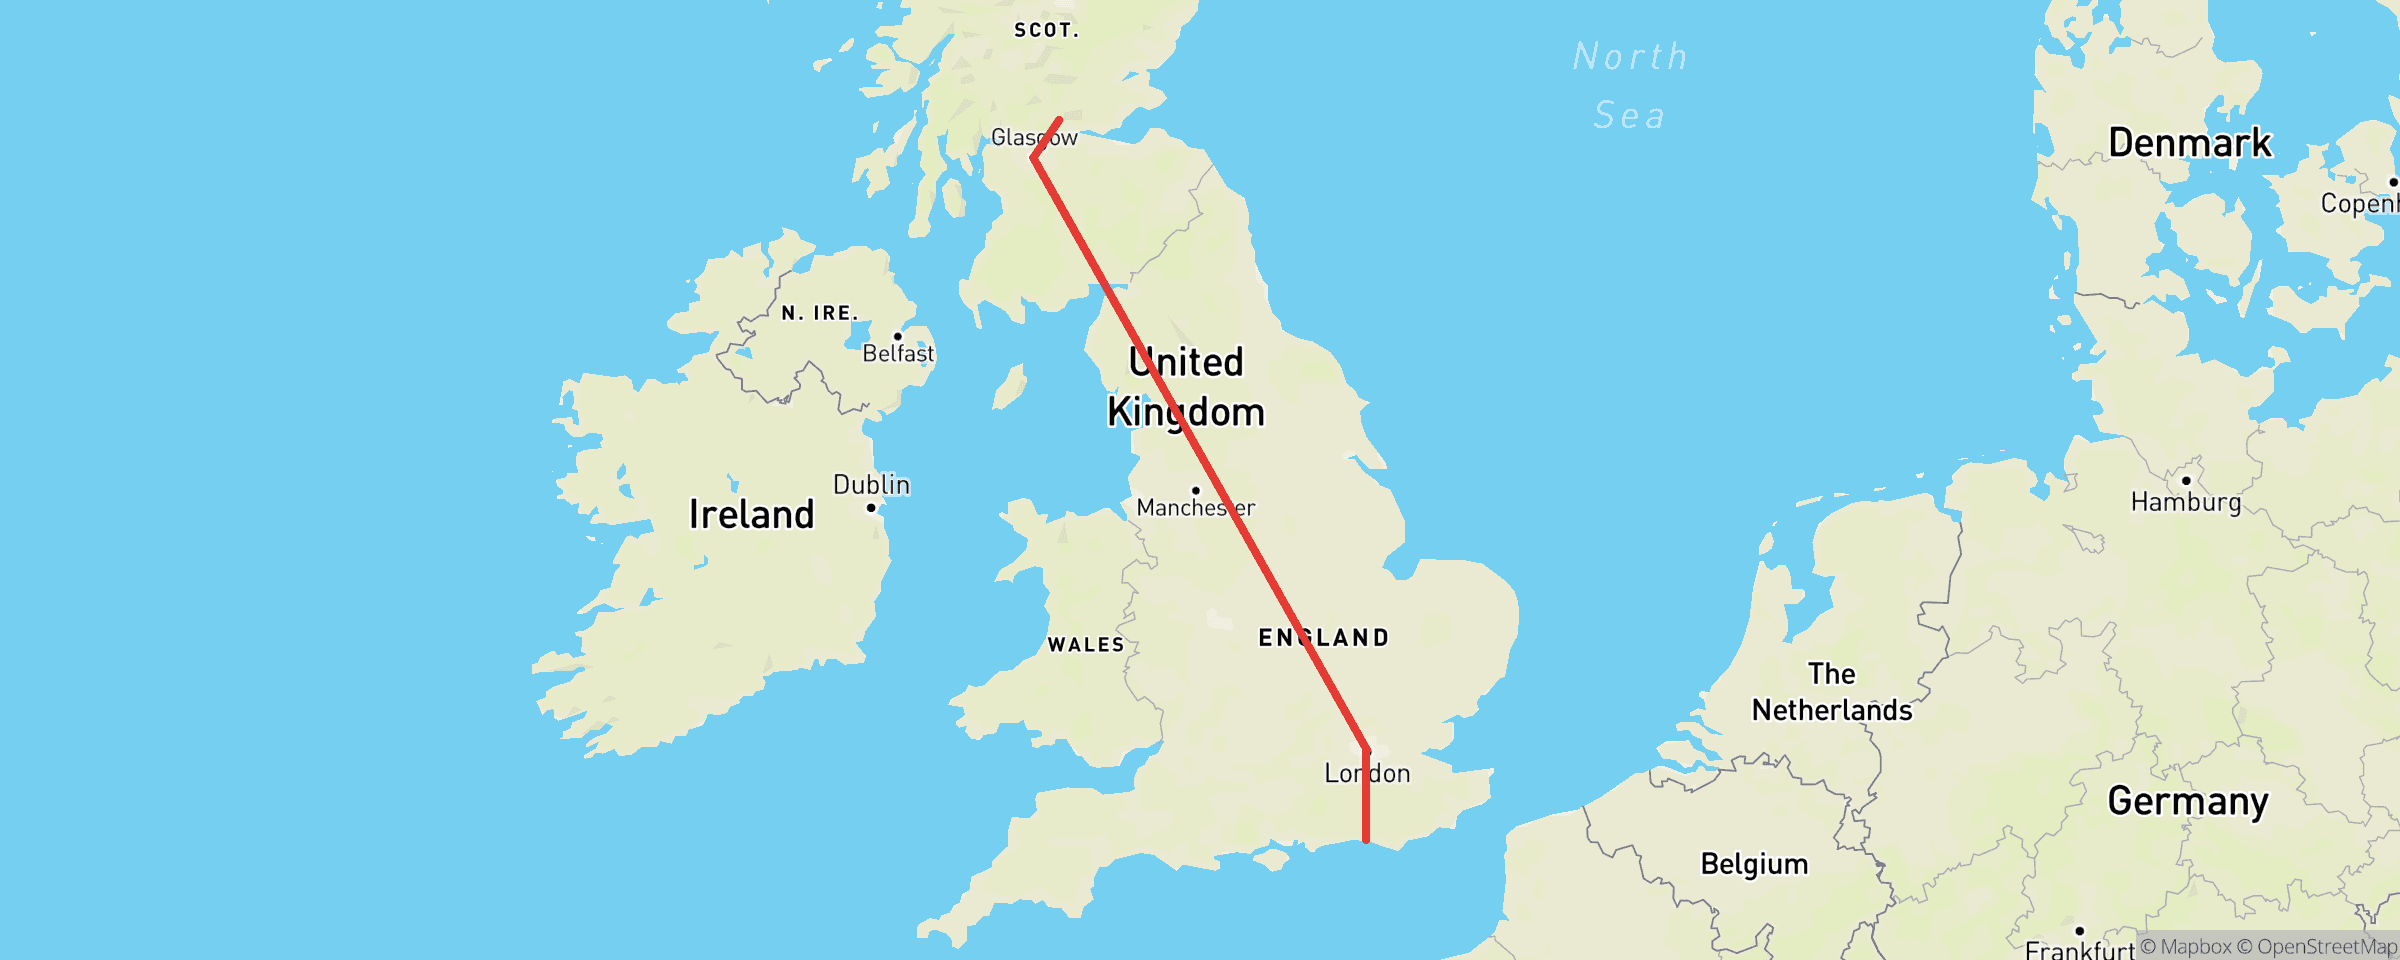 SCOT.
North
Sea
Glasgow
Denmark
Copenh
N. IRE.
Belfast
United
Kingdom
Dublin
Ireland
Manchester
Hamburg
WALES
ENGLAND
The
Netherlands
London
Germany
Belgium
Frankfurt
© Mapbox © OpenStreetMap